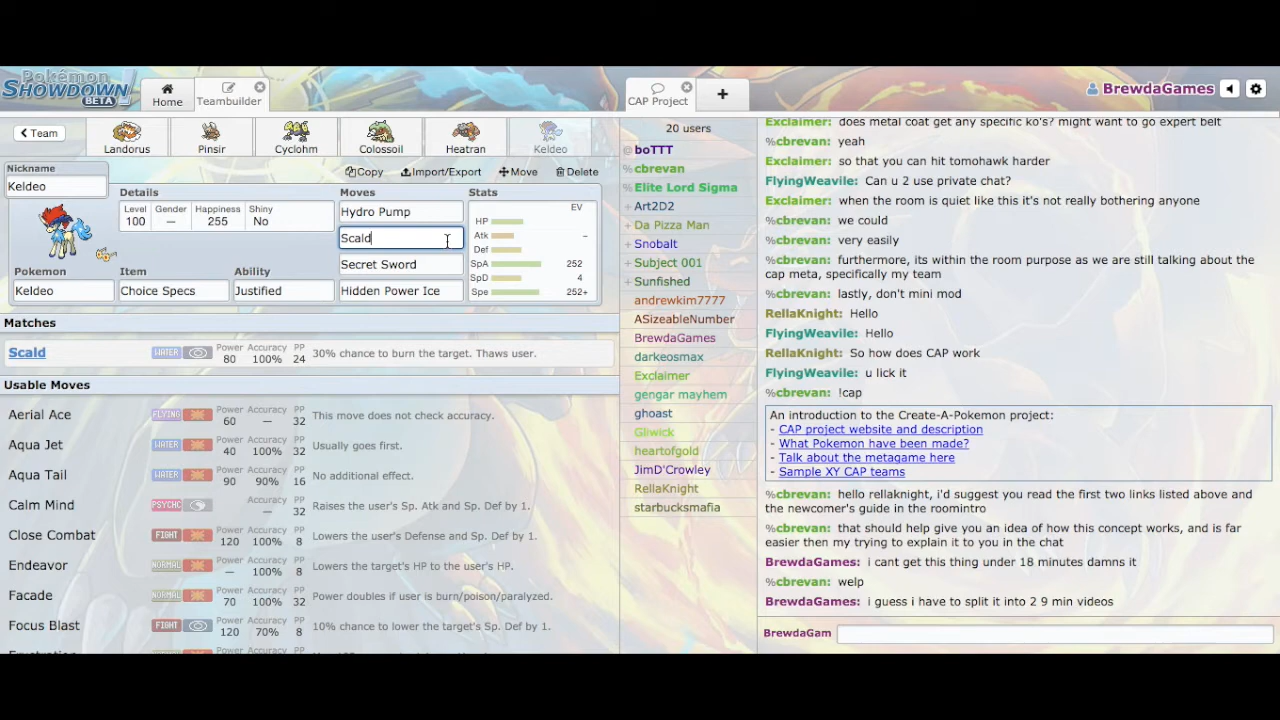 Pokémon
SHOWDOWN
BETA
Home
Teambuilder
CAP Project
+
BrewdaGames
< Team
Landorus
Pinsir
Cyclohm
Colossoil
Heatran
Keldeo
Copy
Import/Export
Move
Delete
Nickname
Keldeo
Details
Level
100
Gender
—
Happiness
255
Shiny
No
Pokemon
Keldeo
Item
Choice Specs
Ability
Justified
Moves
Hydro Pump
Scald
Secret Sword
Hidden Power Ice
Stats
EV
HP
Atk –
Def
SpA 252
SpD 4
Spe 252+
Matches
Scald WATER Power 80 Accuracy 100% PP 24 30% chance to burn the target. Thaws user.
Usable Moves
Aerial Ace FLYING Power 60 Accuracy — PP 32 This move does not check accuracy.
Aqua Jet WATER Power 40 Accuracy 100% PP 32 Usually goes first.
Aqua Tail WATER Power 90 Accuracy 90% PP 16 No additional effect.
Calm Mind PSYCHC Accuracy — PP 32 Raises the user's Sp. Atk and Sp. Def by 1.
Close Combat FIGHT Power 120 Accuracy 100% PP 8 Lowers the user's Defense and Sp. Def by 1.
Endeavor NORMAL Power — Accuracy 100% PP 8 Lowers the target's HP to the user's HP.
Facade NORMAL Power 70 Accuracy 100% PP 32 Power doubles if user is burn/poison/paralyzed.
Focus Blast FIGHT Power 120 Accuracy 70% PP 8 10% chance to lower the target's Sp. Def by 1.
Power Accuracy PP
20 users
@boTTT
%cbrevan
%Elite Lord Sigma
+Art2D2
+Da Pizza Man
+Snobalt
+Subject 001
+Sunfished
andrewkim7777
ASizeableNumber
BrewdaGames
darkeosmax
Exclaimer
gengar mayhem
ghoast
Gliwick
heartofgold
JimD'Crowley
RellaKnight
starbucksmafia
Exclaimer: does metal coat get any specific ko's? might want to go expert belt
%cbrevan: yeah
Exclaimer: so that you can hit tomohawk harder
FlyingWeavile: Can u 2 use private chat?
Exclaimer: when the room is quiet like this it's not really bothering anyone
%cbrevan: we could
%cbrevan: very easily
%cbrevan: furthermore, its within the room purpose as we are still talking about the
cap meta, specifically my team
%cbrevan: lastly, don't mini mod
RellaKnight: Hello
FlyingWeavile: Hello
RellaKnight: So how does CAP work
FlyingWeavile: u lick it
%cbrevan: !cap
An introduction to the Create-A-Pokemon project:
- CAP project website and description
- What Pokemon have been made?
- Talk about the metagame here
- Sample XY CAP teams
%cbrevan: hello rellaknight, i'd suggest you read the first two links listed above and
the newcomer's guide in the roomintro
%cbrevan: that should help give you an idea of how this concept works, and is far
easier then my trying to explain it to you in the chat
BrewdaGames: i cant get this thing under 18 minutes damns it
%cbrevan: welp
BrewdaGames: i guess i have to split it into 2 9 min videos
BrewdaGam